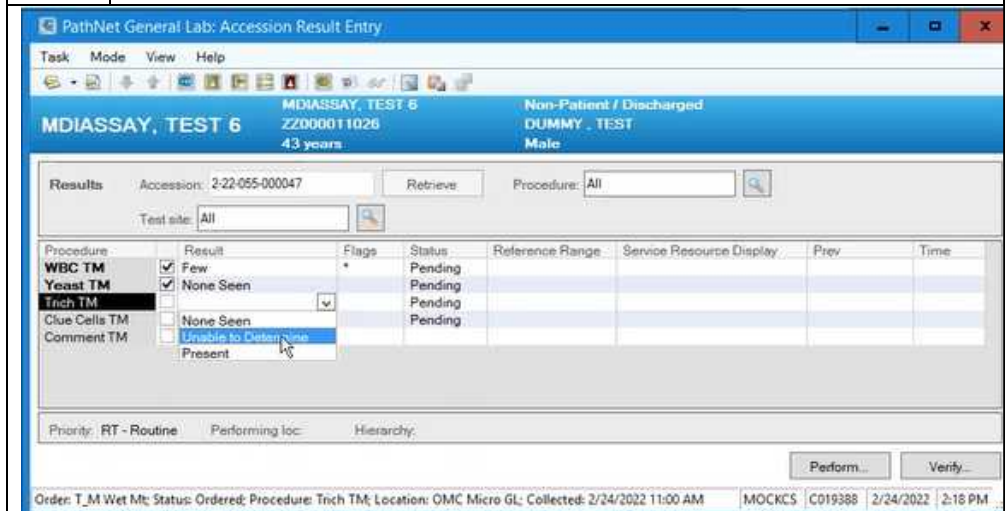 PathNet General Lab: Accession Result Entry
Task Mode View Help
MDIASSAY, TEST 6 Non-Patient / Discharged
MDIASSAY, TEST 6 ZZ000011026 DUMMY , TEST
43 years Male
Results Accession: 2-22-055-000047 Retrieve Procedure: All
Test site: All
Procedure Result Flags Status Reference Range Service Resource Display Prev Time
WBC TM Few * Pending
Yeast TM None Seen Pending
Trich TM Pending
Clue Cells TM None Seen Pending
Comment TM Unable to Determine
Present
Priority: RT - Routine Performing loc: Hierarchy:
Perform... Verify...
Order: T_M Wet Mt; Status: Ordered; Procedure: Trich TM; Location: OMC Micro GL; Collected: 2/24/2022 11:00 AM MOCKCS C019388 2/24/2022 2:18 PM